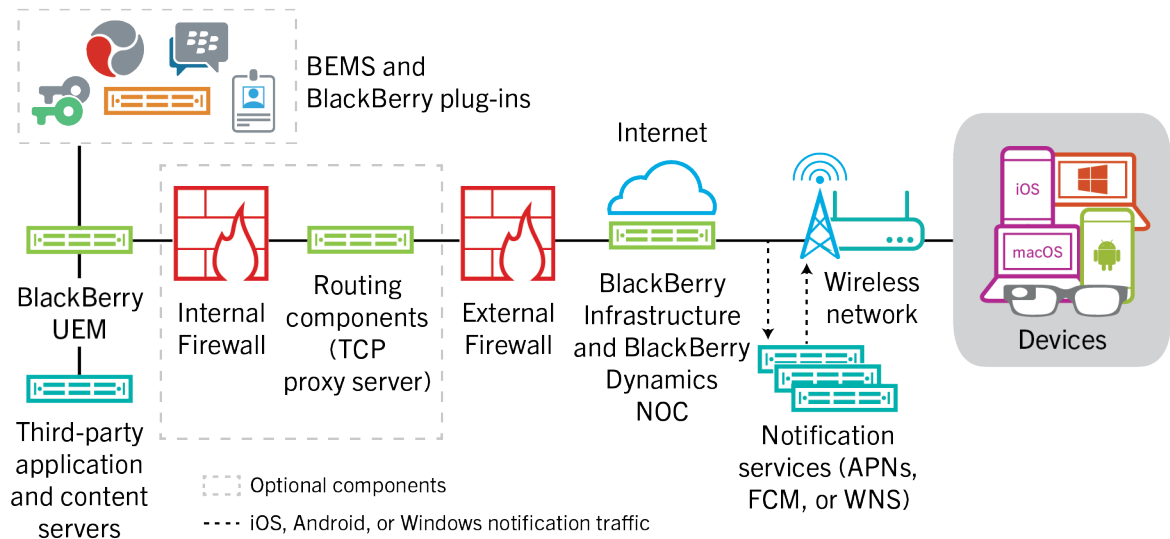 BEMS and
BlackBerry plug-ins
Internet
iOS
macOS
BlackBerry
UEM
Internal
Firewall
Routing
components
(TCP
proxy server)
External
Firewall
BlackBerry
Infrastructure
and BlackBerry
Dynamics
NOC
Wireless
network
Devices
Third-party
application
and content
servers
Notification
services (APNs,
FCM, or WNS)
Optional components
iOS, Android, or Windows notification traffic